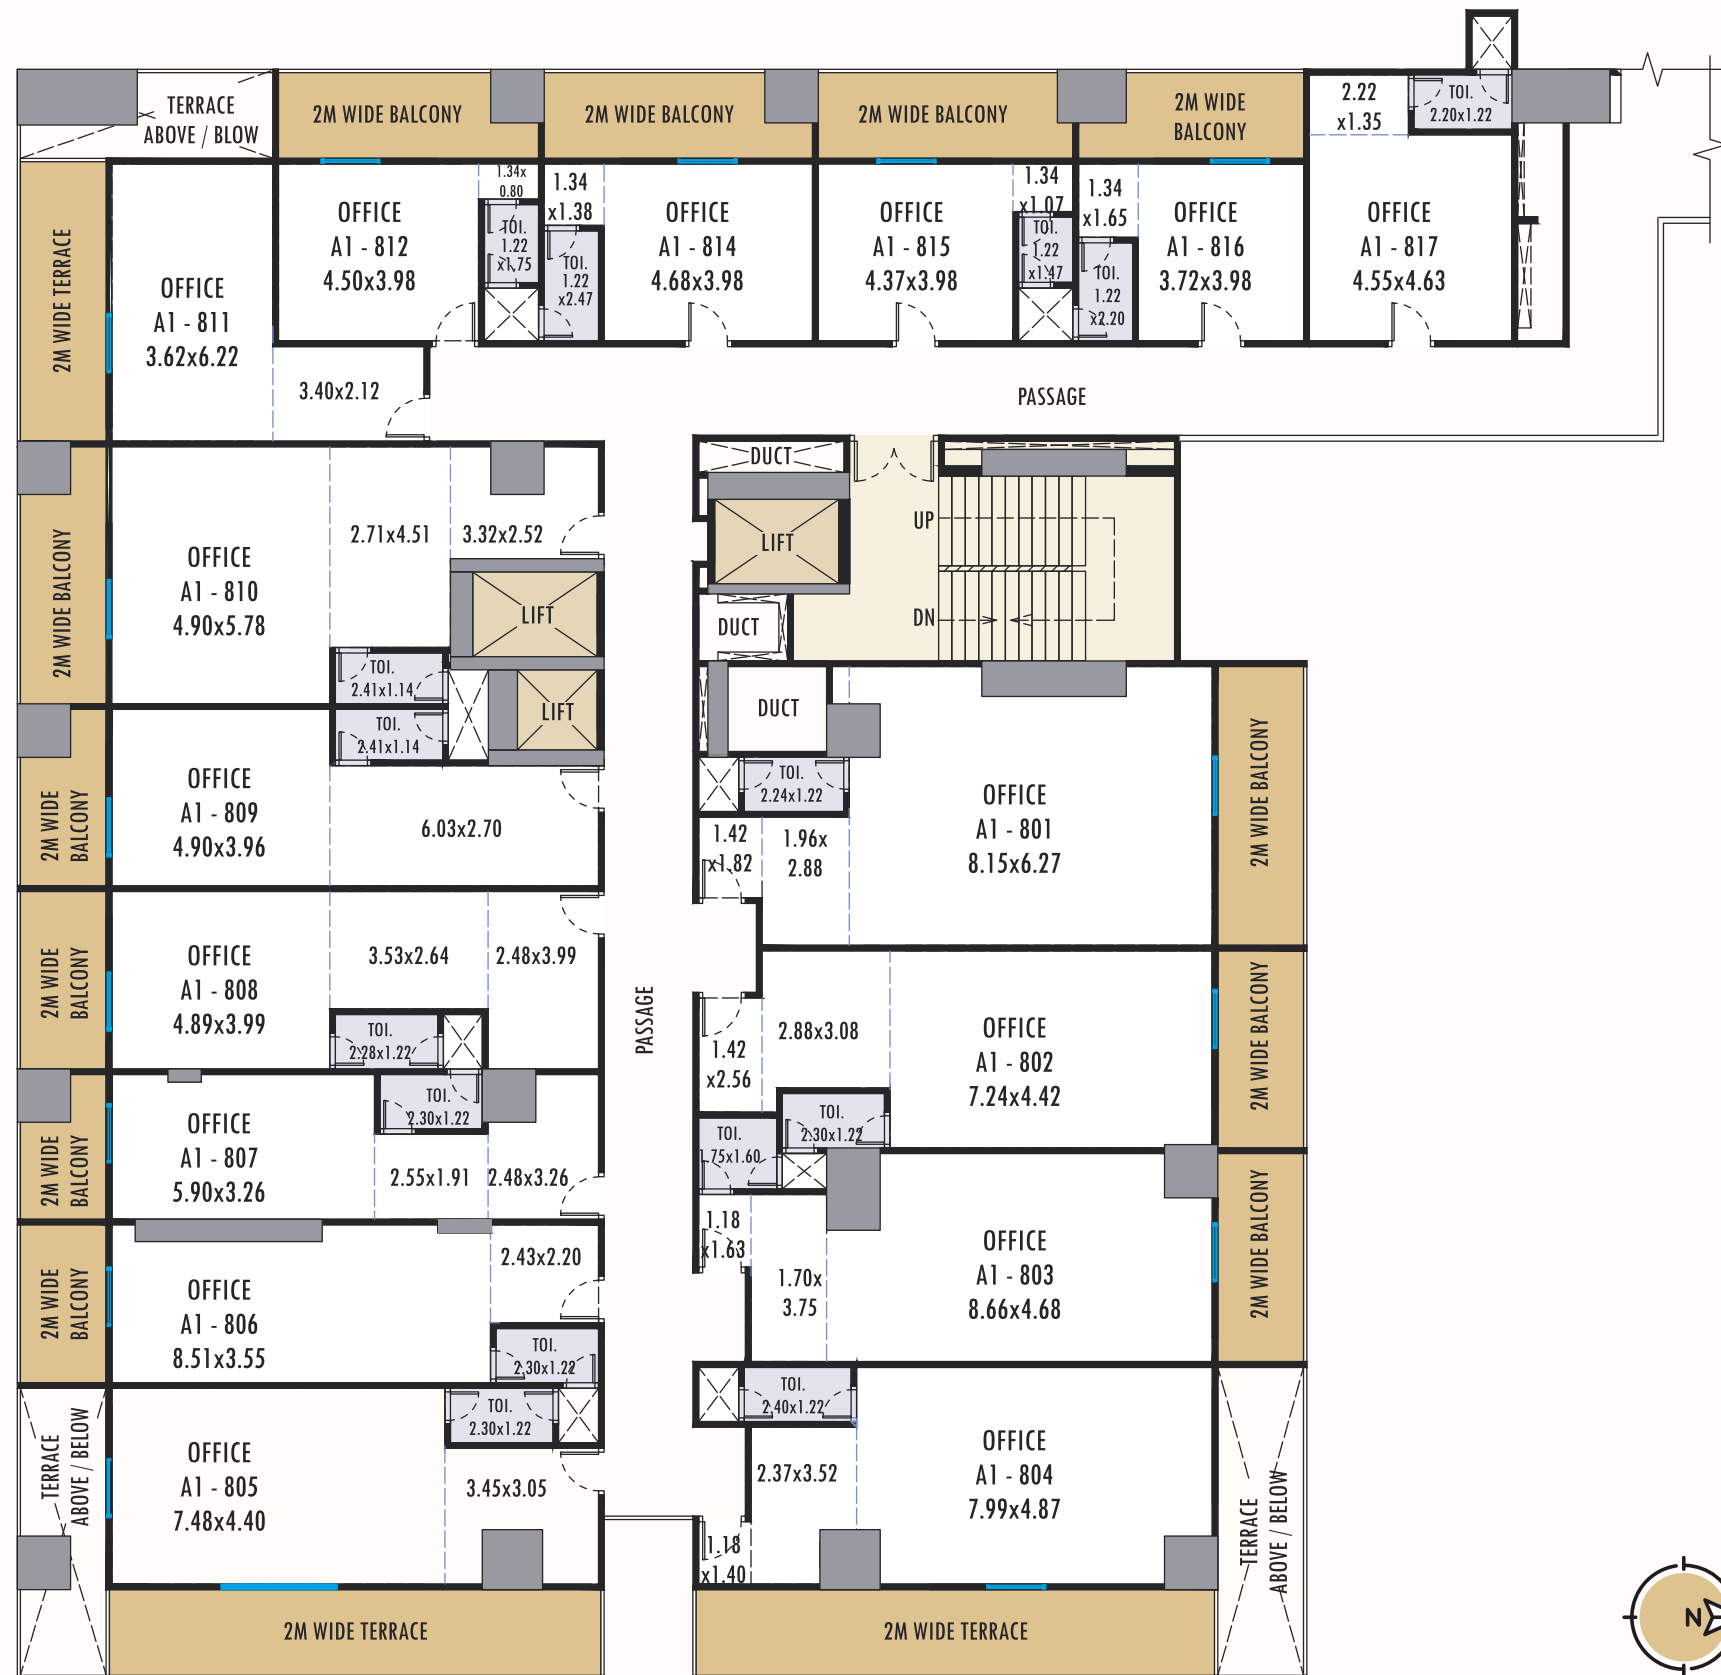 TERRACE
ABOVE / BLOW
2M WIDE BALCONY
2M WIDE BALCONY
2M WIDE BALCONY
2M WIDE
BALCONY
2.22
x1.35
TOI.
2.20x1.22
2M WIDE TERRACE
OFFICE
A1 - 811
3.62x6.22
3.40x2.12
OFFICE
A1 - 812
4.50x3.98
1.34x
0.80
TOI.
1.22
x1.75
1.34
x1.38
TOI.
1.22
x2.47
OFFICE
A1 - 814
4.68x3.98
OFFICE
A1 - 815
4.37x3.98
1.34
x1.07
TOI.
1.22
x1.47
1.34
x1.65
TOI.
1.22
x2.20
OFFICE
A1 - 816
3.72x3.98
OFFICE
A1 - 817
4.55x4.63
PASSAGE
2M WIDE BALCONY
OFFICE
A1 - 810
4.90x5.78
2.71x4.51
3.32x2.52
LIFT
TOI.
2.41x1.14
DUCT
LIFT
UP
DN
DUCT
LIFT
DUCT
2M WIDE
BALCONY
OFFICE
A1 - 809
4.90x3.96
TOI.
2.41x1.14
6.03x2.70
TOI.
2.24x1.22
1.42
x1.82
1.96x
2.88
OFFICE
A1 - 801
8.15x6.27
2M WIDE BALCONY
2M WIDE
BALCONY
OFFICE
A1 - 808
4.89x3.99
3.53x2.64
2.48x3.99
TOI.
2.28x1.22
PASSAGE
1.42
x2.56
2.88x3.08
OFFICE
A1 - 802
7.24x4.42
2M WIDE BALCONY
2M WIDE
BALCONY
OFFICE
A1 - 807
5.90x3.26
TOI.
2.30x1.22
2.55x1.91
2.48x3.26
TOI.
2.30x1.22
TOI.
1.75x1.60
1.18
x1.63
1.70x
3.75
OFFICE
A1 - 803
8.66x4.68
2M WIDE BALCONY
2M WIDE
BALCONY
OFFICE
A1 - 806
8.51x3.55
2.43x2.20
TOI.
2.30x1.22
TERRACE
ABOVE / BELOW
OFFICE
A1 - 805
7.48x4.40
TOI.
2.30x1.22
3.45x3.05
TOI.
2.40x1.22
2.37x3.52
1.18
x1.40
OFFICE
A1 - 804
7.99x4.87
TERRACE
ABOVE / BELOW
2M WIDE TERRACE
2M WIDE TERRACE
N